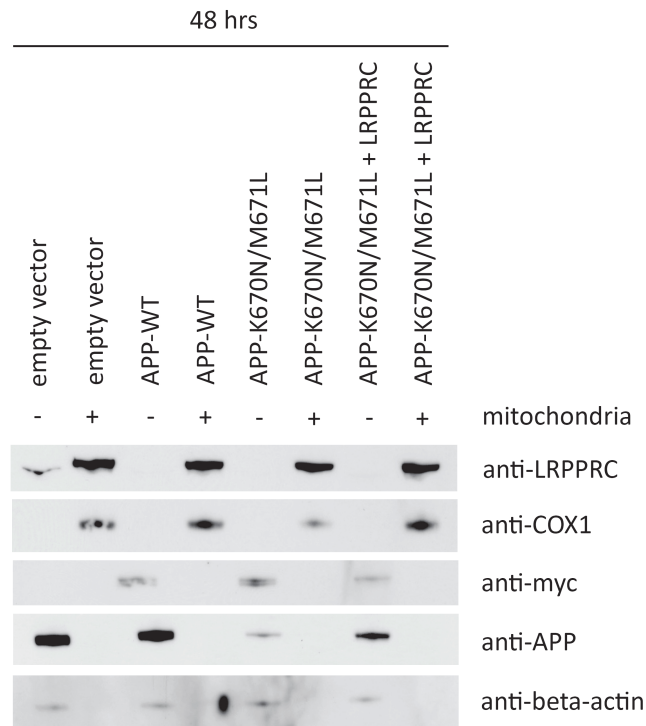 48 hrs
empty vector
empty vector
APP-WT
APP-WT
APP-K670N/M671L
APP-K670N/M671L
APP-K670N/M671L + LRPPRC
APP-K670N/M671L + LRPPRC
- + - + - + - + mitochondria
anti-LRPPRC
anti-COX1
anti-myc
anti-APP
anti-beta-actin